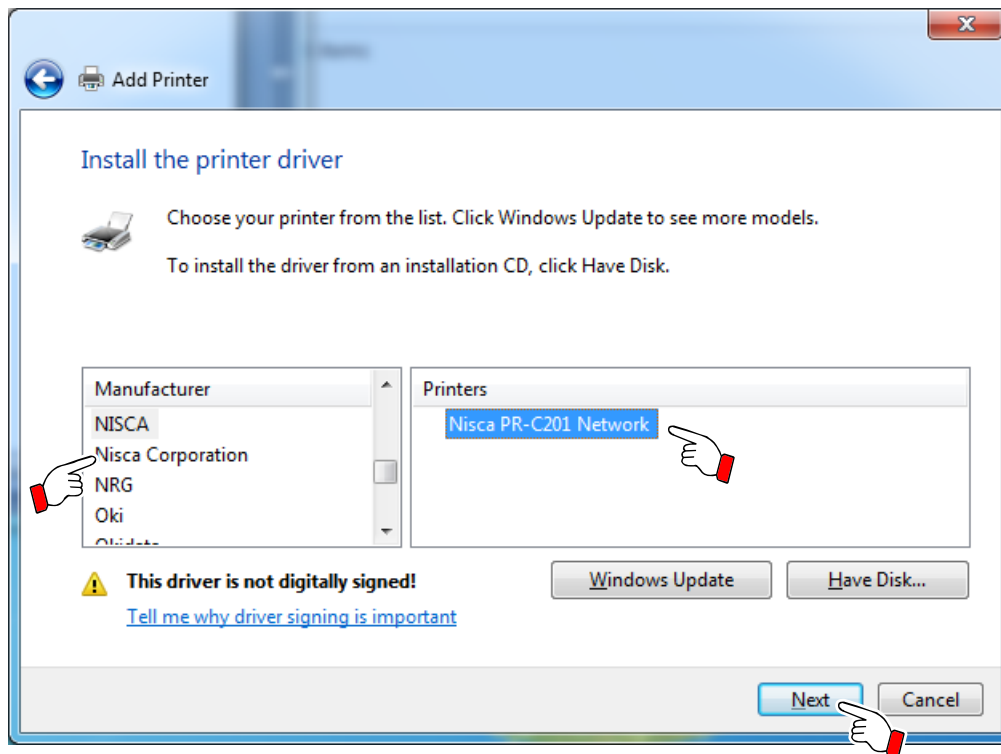 Add Printer
Install the printer driver
Choose your printer from the list. Click Windows Update to see more models.
To install the driver from an installation CD, click Have Disk.
Manufacturer
NISCA
Nisca Corporation
NRG
Oki
Printers
Nisca PR-C201 Network
This driver is not digitally signed!
Tell me why driver signing is important
Windows Update
Have Disk...
Next
Cancel